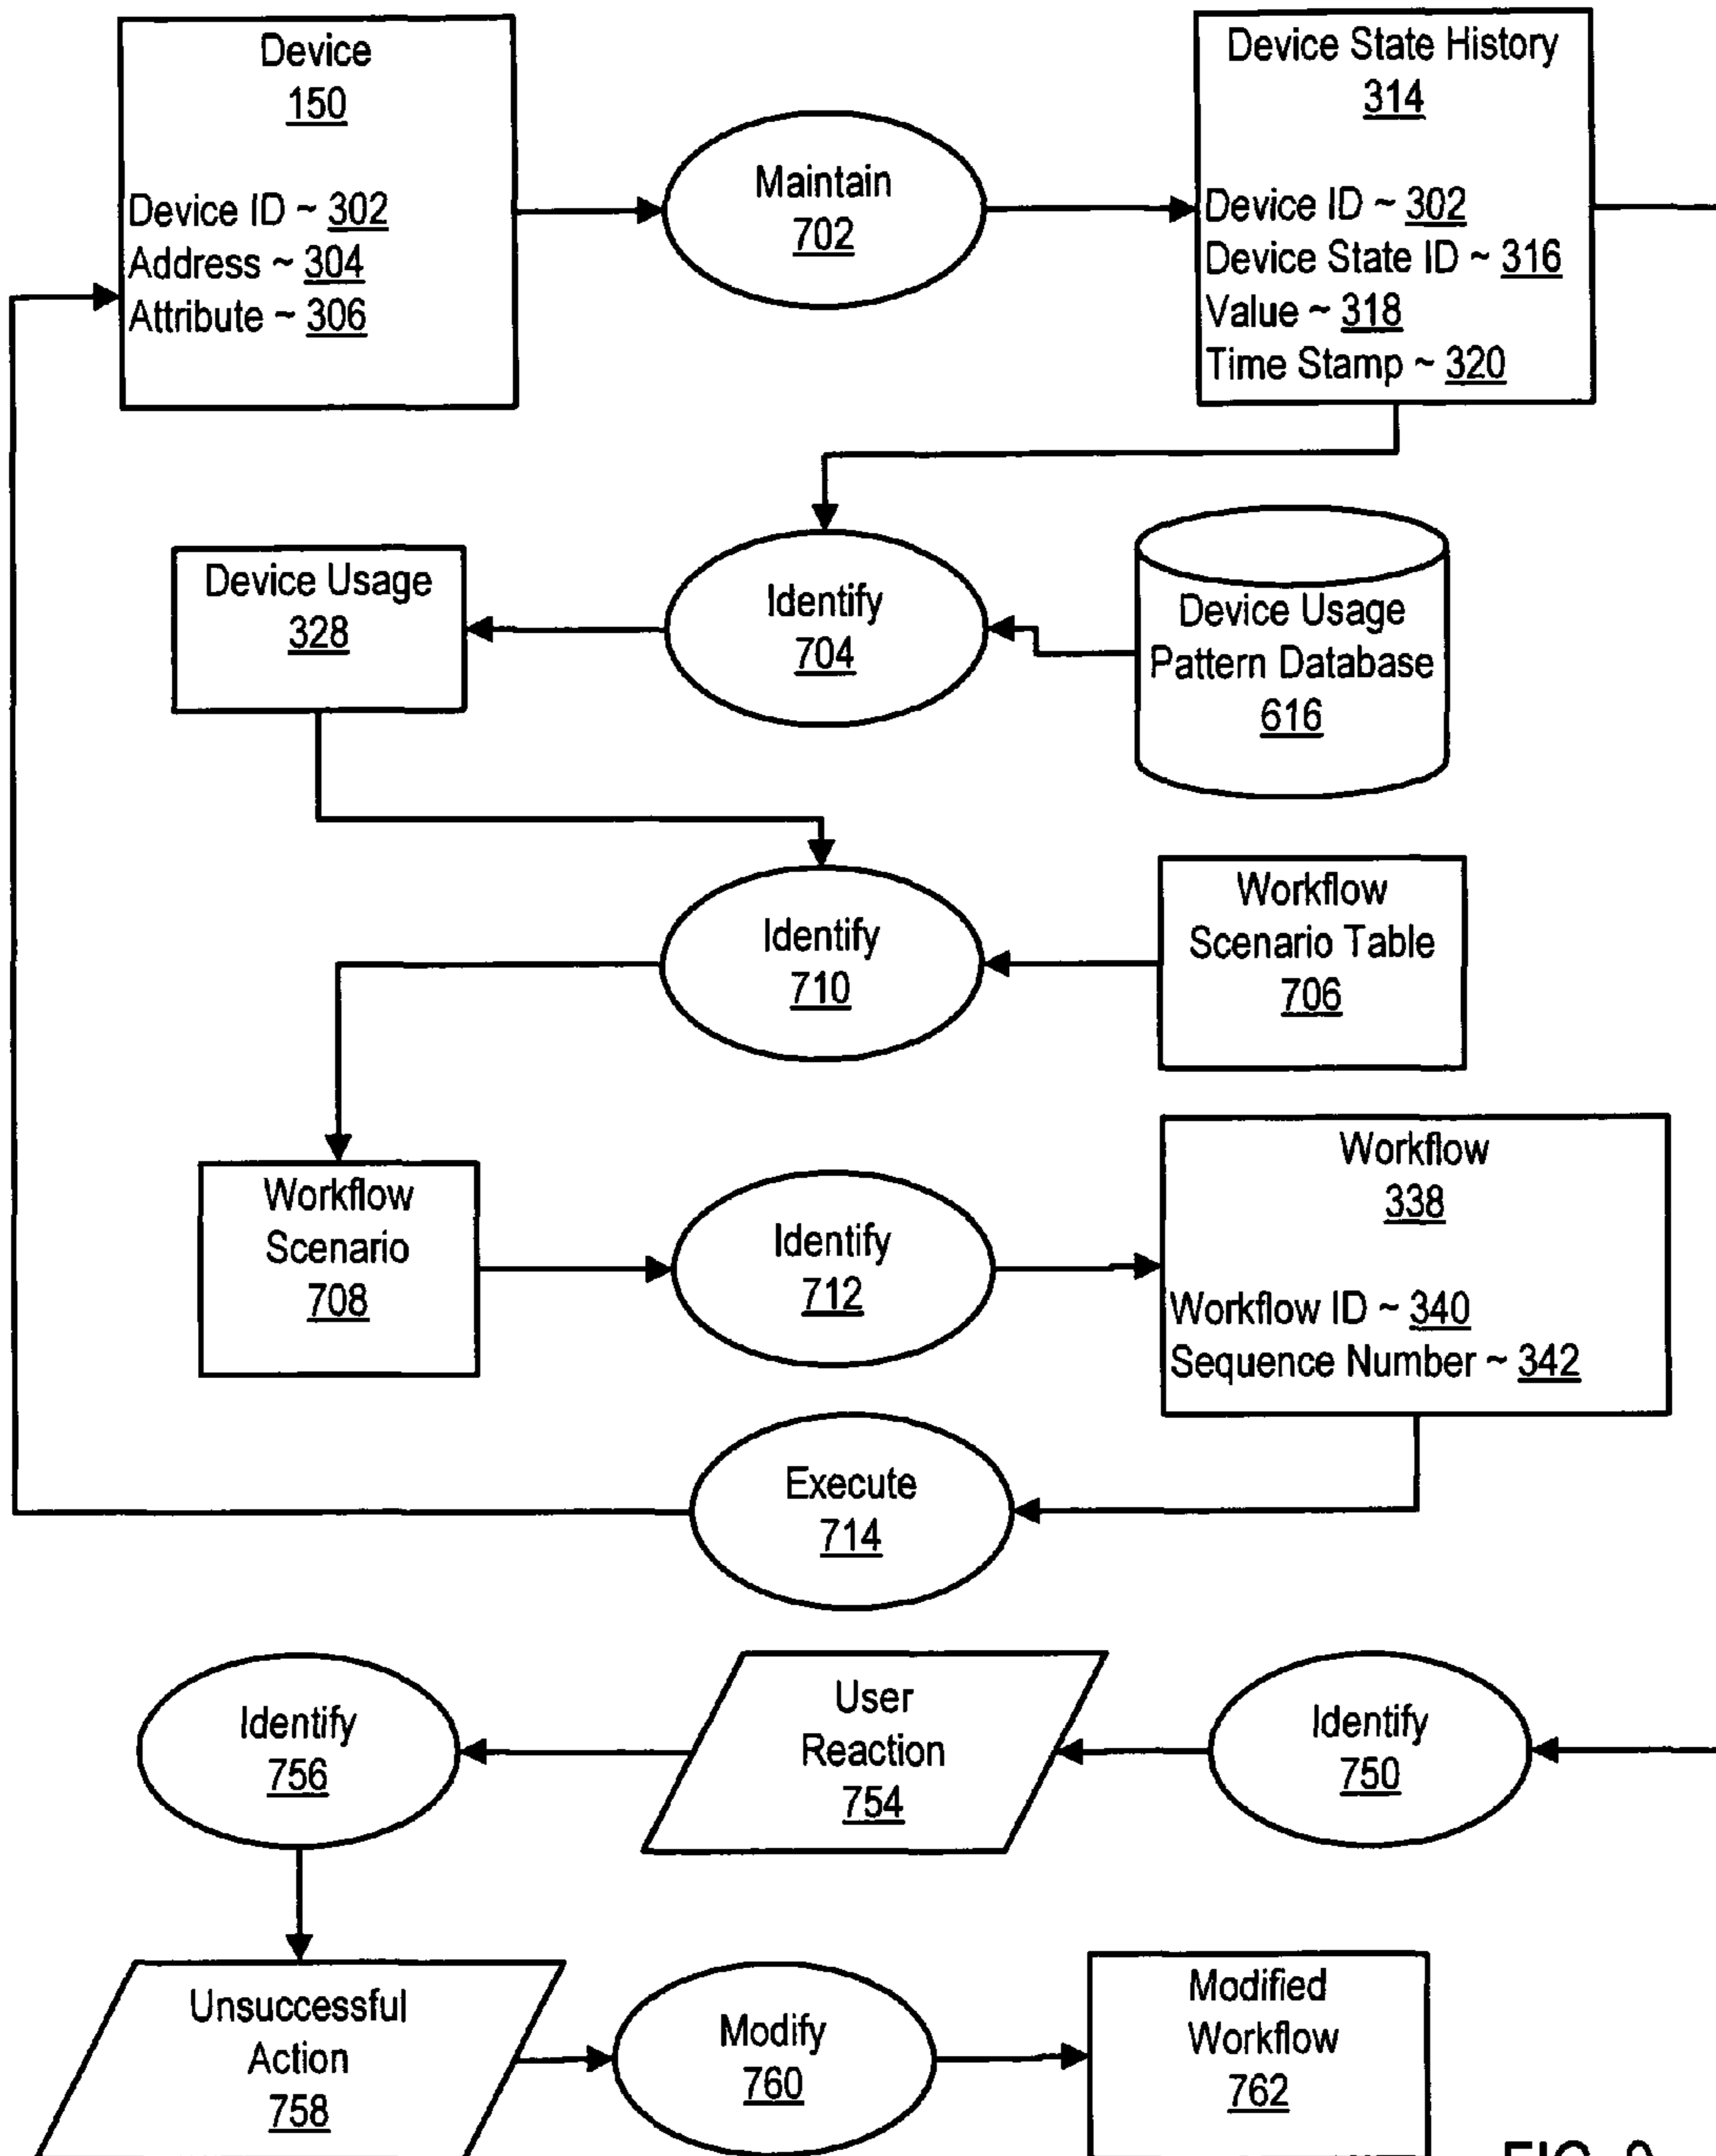 Device
150
Device ID ~ 302
Address ~ 304
Attribute ~ 306
Maintain
702
Device State History
314
Device ID ~ 302
Device State ID ~ 316
Value ~ 318
Time Stamp ~ 320
Device Usage
328
Identify
704
Device Usage
Pattern Database
616
Identify
710
Workflow
Scenario Table
706
Workflow
Scenario
708
Identify
712
Workflow
338
Workflow ID ~ 340
Sequence Number ~ 342
Execute
714
Identify
756
User
Reaction
754
Identify
750
Unsuccessful
Action
758
Modify
760
Modified
Workflow
762